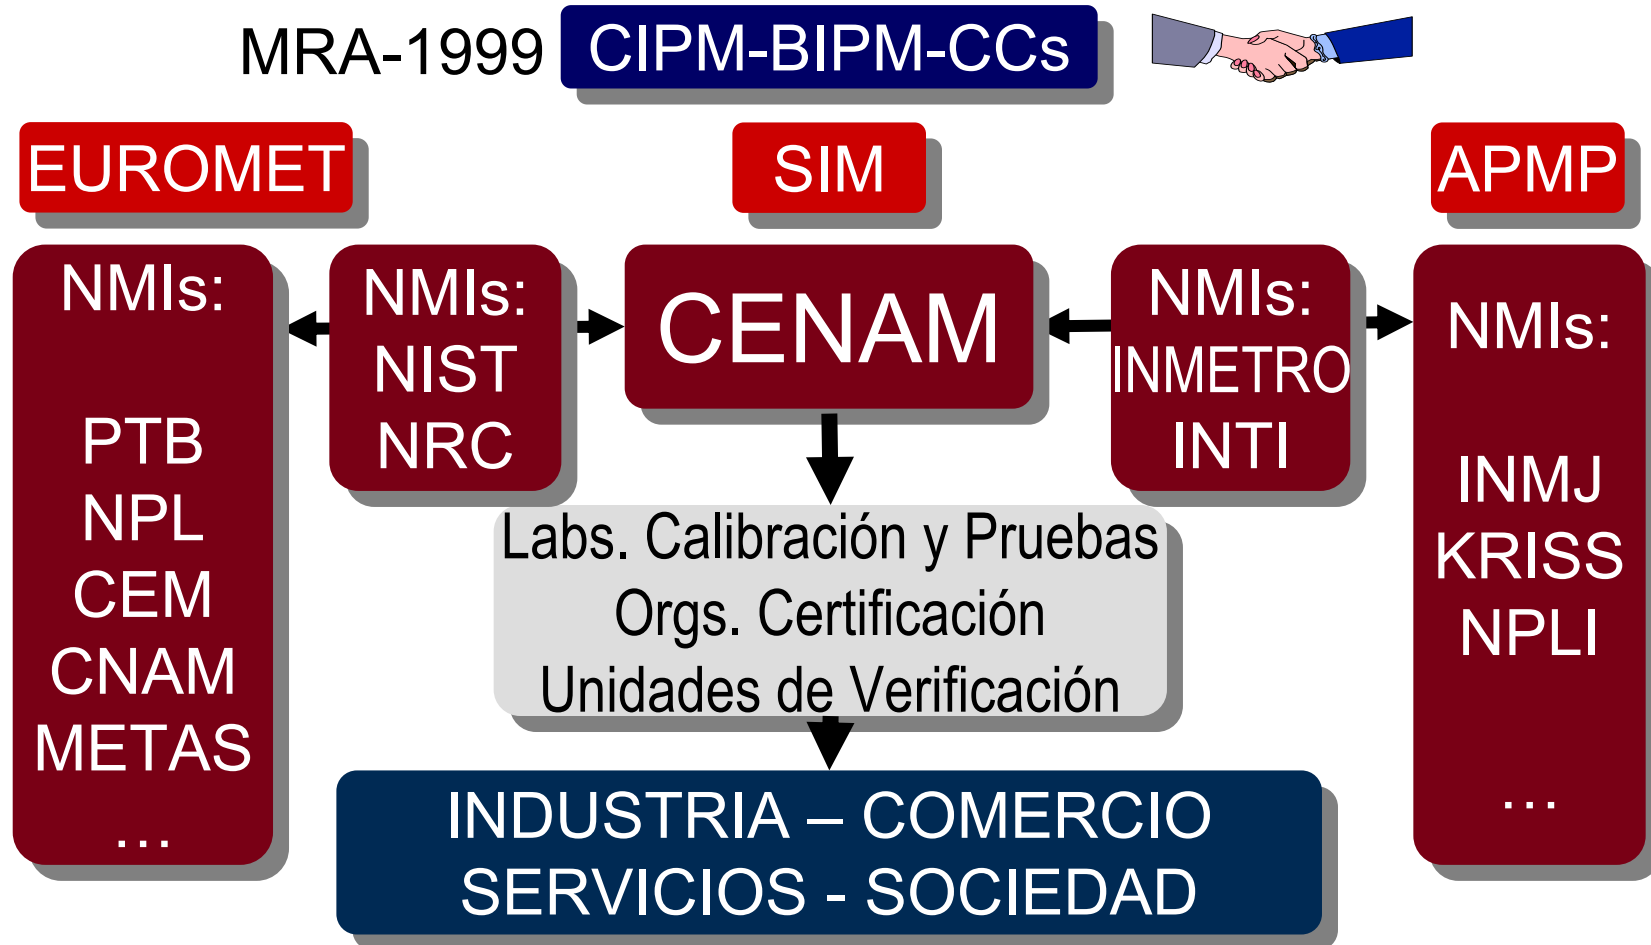 MRA-1999 CIPM-BIPM-CCs
EUROMET
SIM
APMP
NMIs:
PTB
NPL
CEM
CNAM
METAS
...
NMIs:
NIST
NRC
CENAM
NMIs:
INMETRO
INTI
NMIs:
INMJ
KRISS
NPLI
...
Labs. Calibración y Pruebas
Orgs. Certificación
Unidades de Verificación
INDUSTRIA – COMERCIO
SERVICIOS - SOCIEDAD